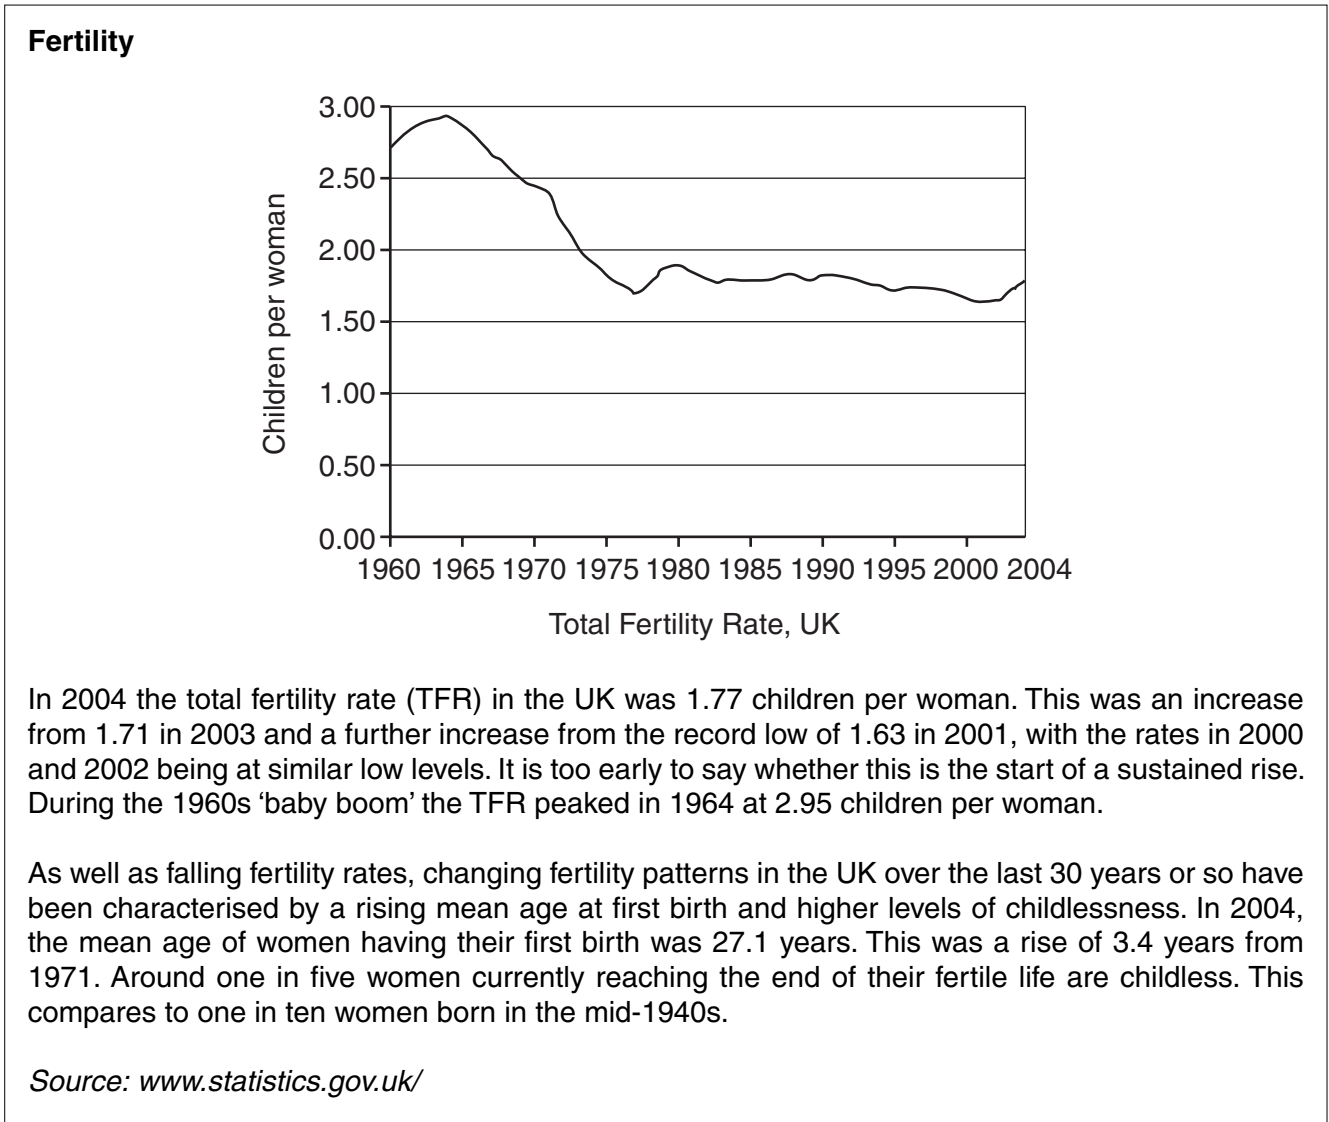 Fertility
3.00
2.50
2.00
1.50
1.00
0.50
0.00
Children per woman
1960 1965 1970 1975 1980 1985 1990 1995 2000 2004
Total Fertility Rate, UK
In 2004 the total fertility rate (TFR) in the UK was 1.77 children per woman. This was an increase
from 1.71 in 2003 and a further increase from the record low of 1.63 in 2001, with the rates in 2000
and 2002 being at similar low levels. It is too early to say whether this is the start of a sustained rise.
During the 1960s ‘baby boom’ the TFR peaked in 1964 at 2.95 children per woman.
As well as falling fertility rates, changing fertility patterns in the UK over the last 30 years or so have
been characterised by a rising mean age at first birth and higher levels of childlessness. In 2004,
the mean age of women having their first birth was 27.1 years. This was a rise of 3.4 years from
1971. Around one in five women currently reaching the end of their fertile life are childless. This
compares to one in ten women born in the mid-1940s.
Source: www.statistics.gov.uk/